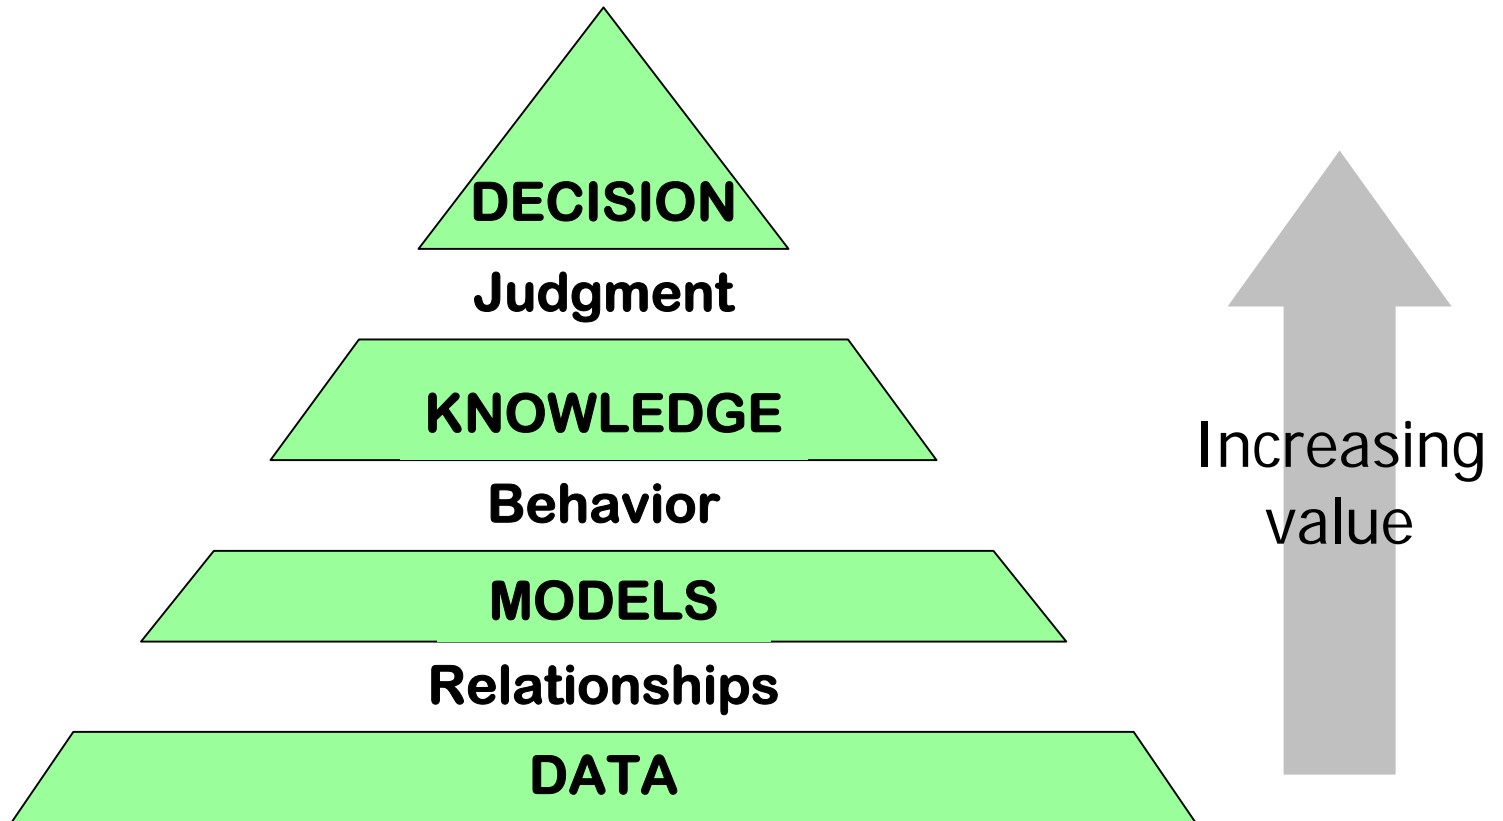 DECISION
Judgment
KNOWLEDGE
Behavior
MODELS
Relationships
DATA
Increasing
value